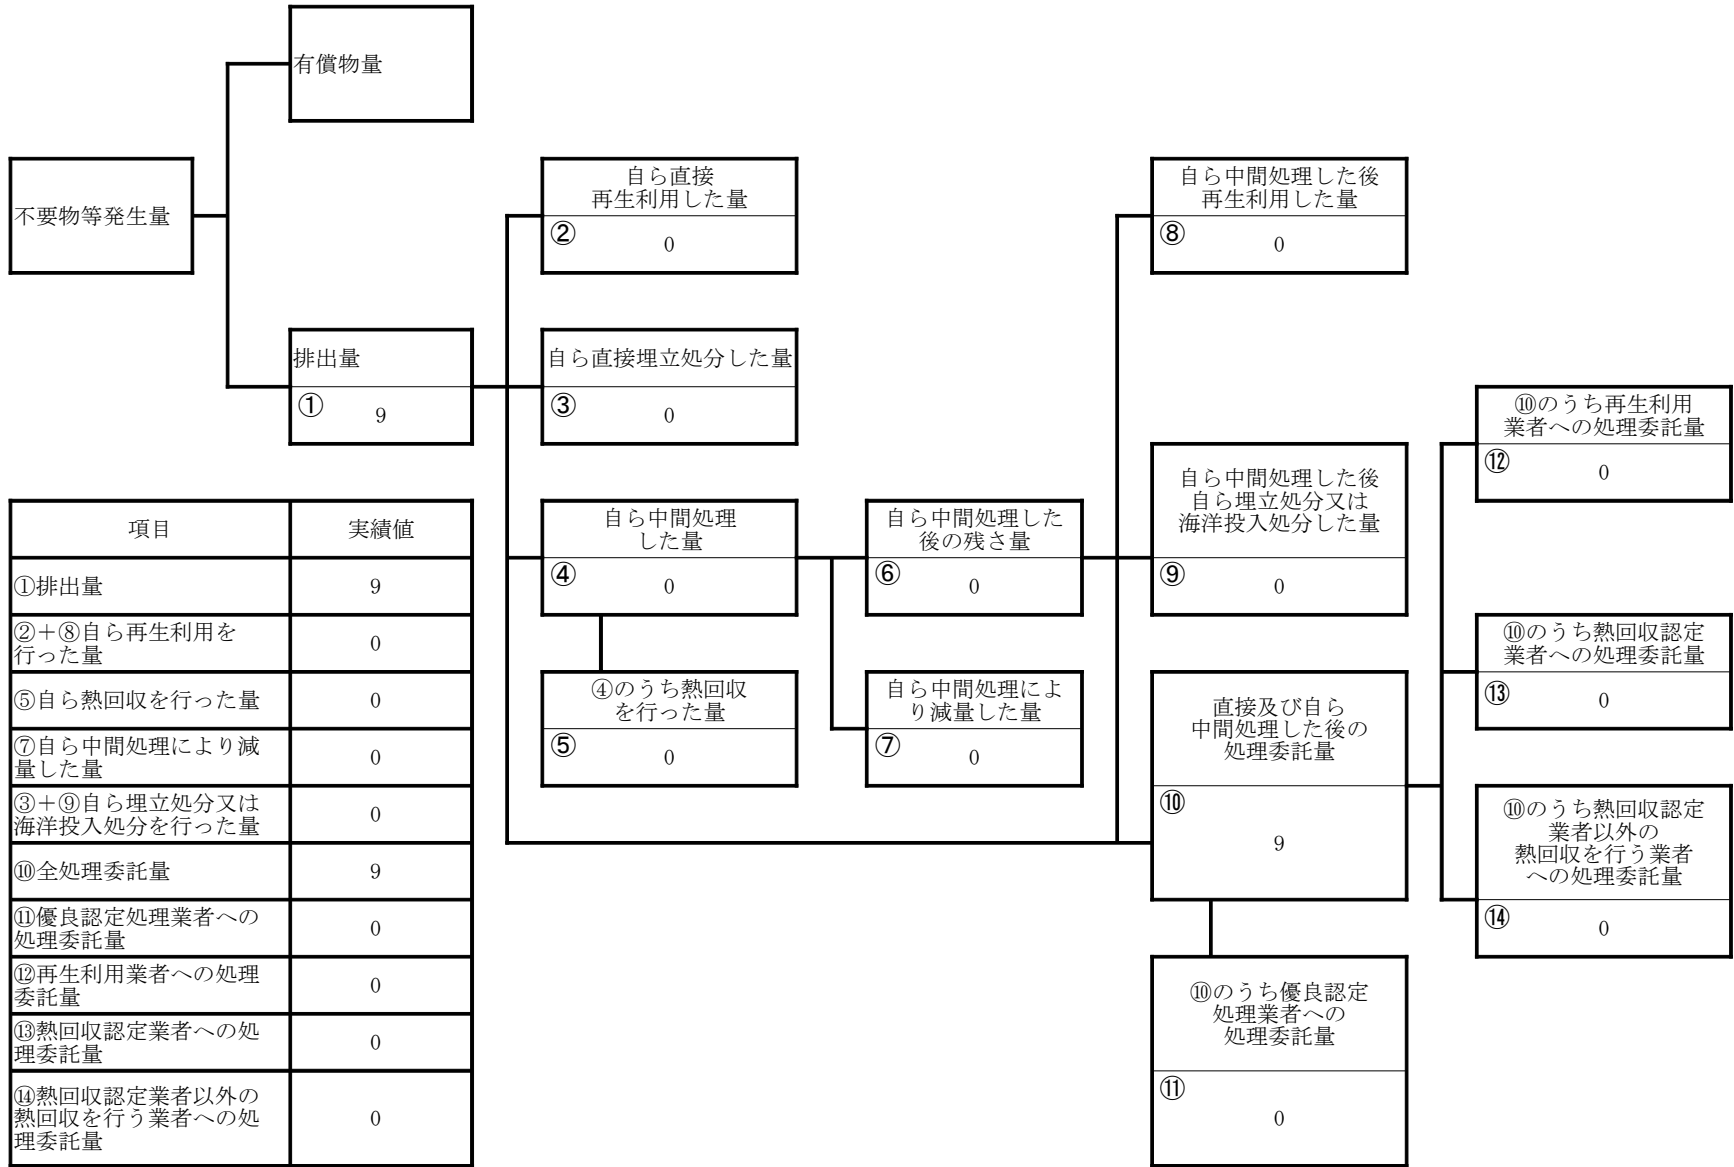 有償物量
不要物等発生量
自ら直接
再生利用した量
②
0
自ら中間処理した後
再生利用した量
⑧
0
排出量
①
9
自ら直接埋立処分した量
③
0
⑩のうち再生利用
業者への処理委託量
⑫
0
自ら中間処理
した量
④
0
自ら中間処理した
後の残さ量
⑥
0
自ら中間処理した後
自ら埋立処分又は
海洋投入処分した量
⑨
0
④のうち熱回収
を行った量
⑤
0
自ら中間処理によ
り減量した量
⑦
0
直接及び自ら
中間処理した後の
処理委託量
⑩
9
⑩のうち熱回収認定
業者への処理委託量
⑬
0
⑩のうち熱回収認定
業者以外の
熱回収を行う業者
への処理委託量
⑭
0
⑩のうち優良認定
処理業者への
処理委託量
⑪
0
項目 実績値
①排出量 9
②+⑧自ら再生利用を
行った量 0
⑤自ら熱回収を行った量 0
⑦自ら中間処理により減
量した量 0
③+⑨自ら埋立処分又は
海洋投入処分を行った量 0
⑩全処理委託量 9
⑪優良認定処理業者への
処理委託量 0
⑫再生利用業者への処理
委託量 0
⑬熱回収認定業者への処
理委託量 0
⑭熱回収認定業者以外の
熱回収を行う業者への処
理委託量 0